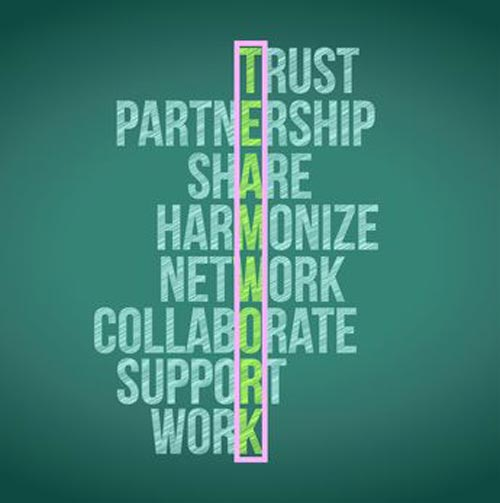 TRUST
PARTNERSHIP
SHARE
HARMONIZE
NETWORK
COLLABORATE
SUPPORT
WORK